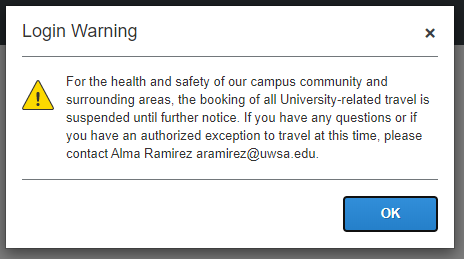 Login Warning
×
For the health and safety of our campus community and
surrounding areas, the booking of all University-related travel is
suspended until further notice. If you have any questions or if
you have an authorized exception to travel at this time, please
contact Alma Ramirez aramirez@uwsa.edu.
OK